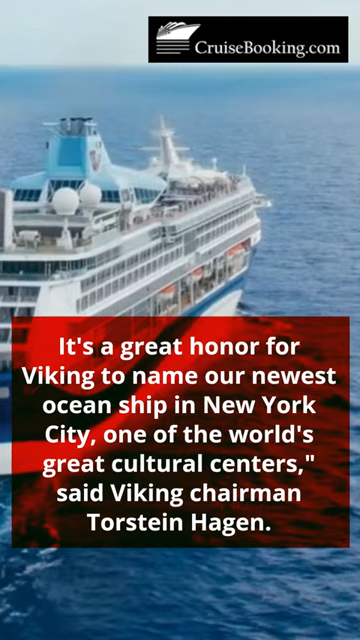 CruiseBooking.com
It's a great honor for
Viking to name our newest
ocean ship in New York
City, one of the world's
great cultural centers,"
said Viking chairman
Torstein Hagen.